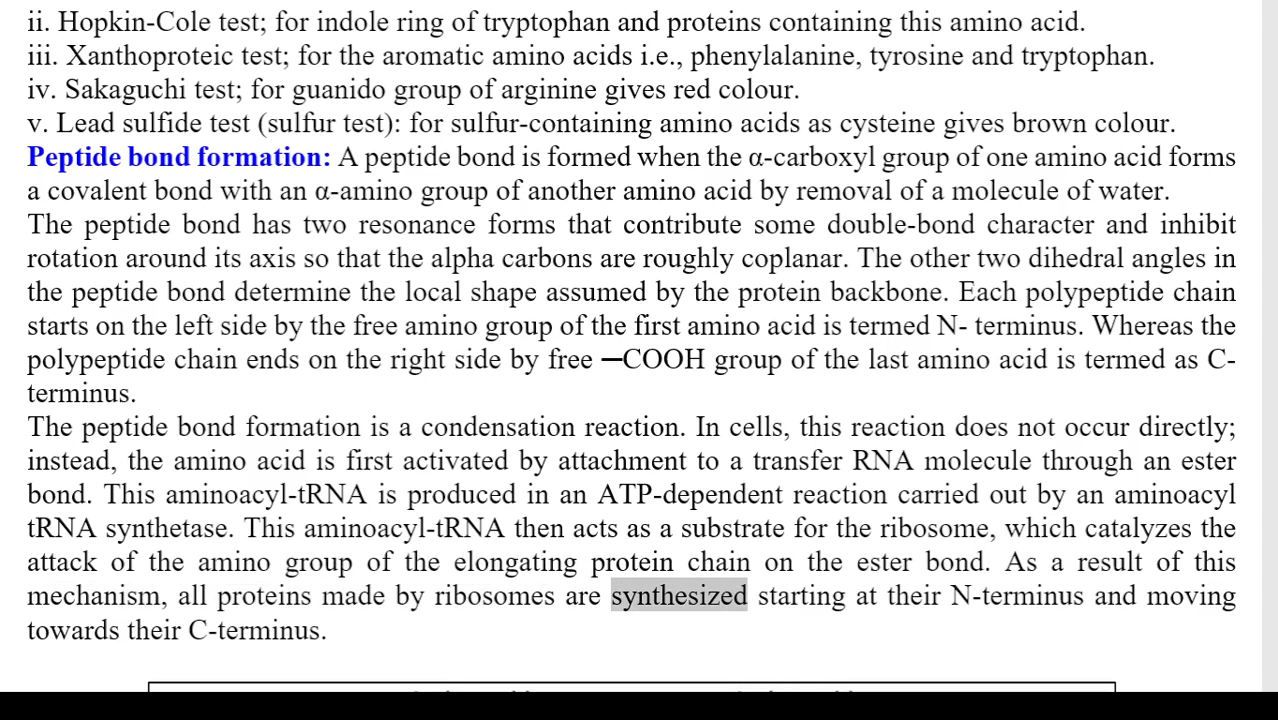 ii. Hopkin-Cole test; for indole ring of tryptophan and proteins containing this amino acid.
iii. Xanthoproteic test; for the aromatic amino acids i.e., phenylalanine, tyrosine and tryptophan.
iv. Sakaguchi test; for guanido group of arginine gives red colour.
v. Lead sulfide test (sulfur test): for sulfur-containing amino acids as cysteine gives brown colour.
Peptide bond formation: A peptide bond is formed when the α-carboxyl group of one amino acid forms
a covalent bond with an α-amino group of another amino acid by removal of a molecule of water.
The peptide bond has two resonance forms that contribute some double-bond character and inhibit
rotation around its axis so that the alpha carbons are roughly coplanar. The other two dihedral angles in
the peptide bond determine the local shape assumed by the protein backbone. Each polypeptide chain
starts on the left side by the free amino group of the first amino acid is termed N- terminus. Whereas the
polypeptide chain ends on the right side by free —COOH group of the last amino acid is termed as C-
terminus.
The peptide bond formation is a condensation reaction. In cells, this reaction does not occur directly;
instead, the amino acid is first activated by attachment to a transfer RNA molecule through an ester
bond. This aminoacyl-tRNA is produced in an ATP-dependent reaction carried out by an aminoacyl
tRNA synthetase. This aminoacyl-tRNA then acts as a substrate for the ribosome, which catalyzes the
attack of the amino group of the elongating protein chain on the ester bond. As a result of this
mechanism, all proteins made by ribosomes are synthesized starting at their N-terminus and moving
towards their C-terminus.